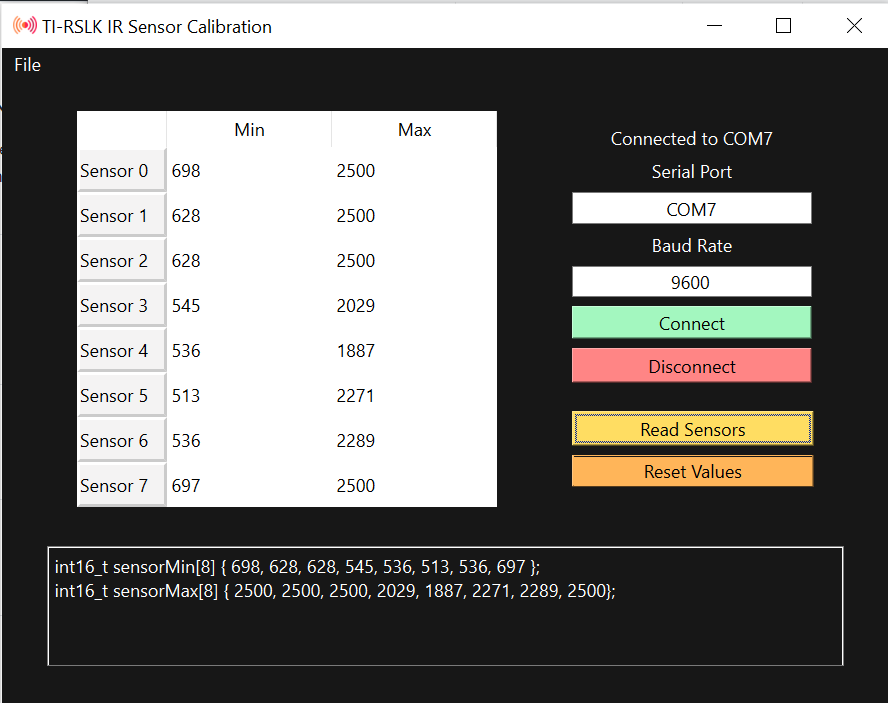 TI-RSLK IR Sensor Calibration
File
Min Max
Sensor 0 698 2500
Sensor 1 628 2500
Sensor 2 628 2500
Sensor 3 545 2029
Sensor 4 536 1887
Sensor 5 513 2271
Sensor 6 536 2289
Sensor 7 697 2500
Connected to COM7
Serial Port
COM7
Baud Rate
9600
Connect
Disconnect
Read Sensors
Reset Values
int16_t sensorMin[8] { 698, 628, 628, 545, 536, 513, 536, 697 };
int16_t sensorMax[8] { 2500, 2500, 2500, 2029, 1887, 2271, 2289, 2500};